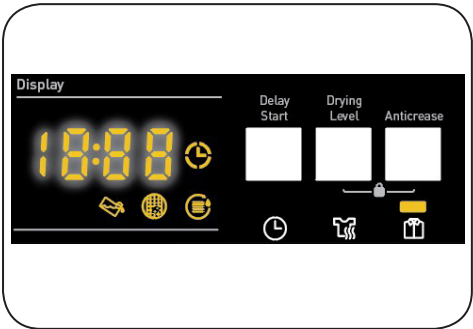 Display
Delay
Start
Drying
Level
Anticrease
18:88